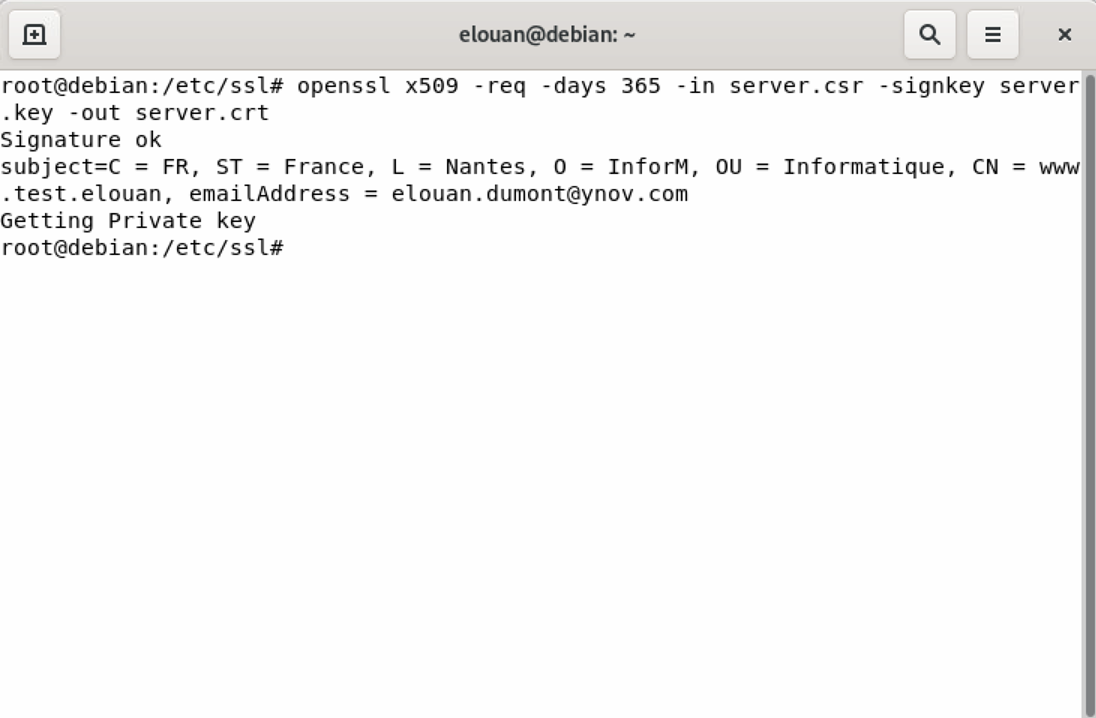 elouan@debian: ~
root@debian:/etc/ssl# openssl x509 -req -days 365 -in server.csr -signkey server
.key -out server.crt
Signature ok
subject=C = FR, ST = France, L = Nantes, O = InforM, OU = Informatique, CN = www
.test.elouan, emailAddress = elouan.dumont@ynov.com
Getting Private key
root@debian:/etc/ssl#